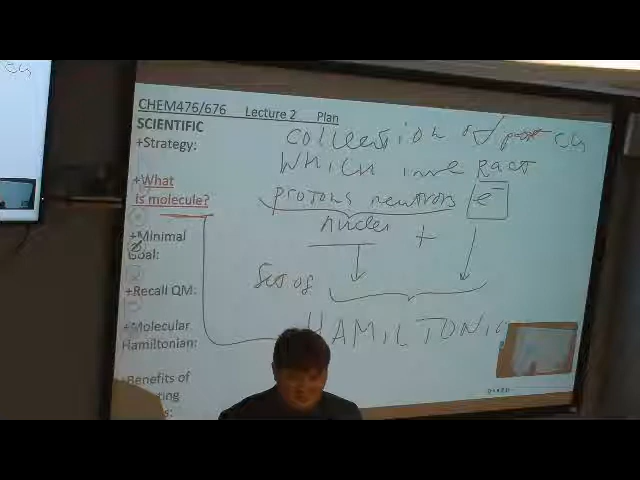 CHEM476/676 Lecture 2 Plan
SCIENTIFIC
+Strategy:
+What
is molecule?
+Minimal
Goal:
+Recall QM:
+Molecular
Hamiltonian:
+Benefits of
collection of
which
protons neutrons e⁻
nuclei +
Set of
HAMILTONI